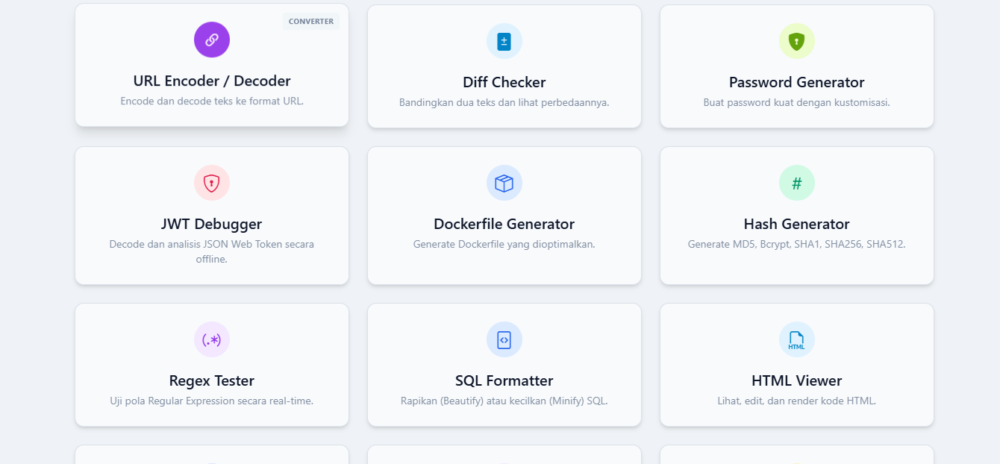 CONVERTER
URL Encoder / Decoder
Encode dan decode teks ke format URL.
Diff Checker
Bandingkan dua teks dan lihat perbedaannya.
Password Generator
Buat password kuat dengan kustomisasi.
JWT Debugger
Decode dan analisis JSON Web Token secara
offline.
Dockerfile Generator
Generate Dockerfile yang dioptimalkan.
#
Hash Generator
Generate MD5, Bcrypt, SHA1, SHA256, SHA512.
(.*)
Regex Tester
Uji pola Regular Expression secara real-time.
SQL Formatter
Rapikan (Beautify) atau kecilkan (Minify) SQL.
HTML
HTML Viewer
Lihat, edit, dan render kode HTML.